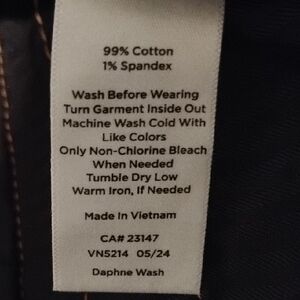 99% Cotton
1% Spandex
Wash Before Wearing
Turn Garment Inside Out
Machine Wash Cold With
Like Colors
Only Non-Chlorine Bleach
When Needed
Tumble Dry Low
Warm Iron, If Needed
Made In Vietnam
CA# 23147
VN5214 05/24
Daphne Wash